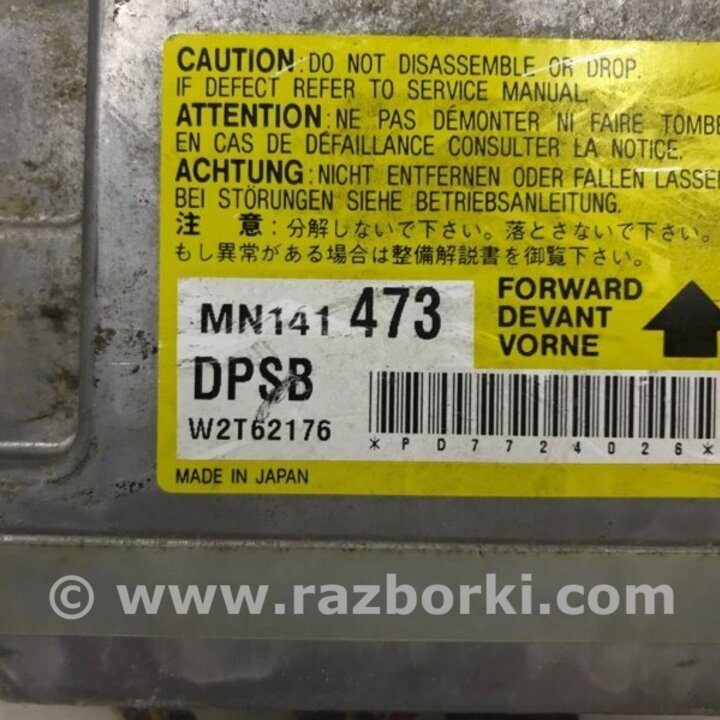 CAUTION:DO NOT DISASSEMBLE OR DROP.
IF DEFECT REFER TO SERVICE MANUAL.
ATTENTION:NE PAS DÉMONTER NI FAIRE TOMBE
EN CAS DE DÉFAILLANCE CONSULTER LA NOTICE.
ACHTUNG:NICHT ENTFERNEN ODER FALLEN LASSE
BEI STÖRUNGEN SIEHE BETRIEBSANLEITUNG.
注 意:分解しないで下さい。落とさないで下さい。
もし異常がある場合は整備解説書を御覧下さい。
MN141 473
FORWARD
DEVANT
VORNE
DPSB
W2T62176
*PD7724026*
MADE IN JAPAN
© www.razborki.com